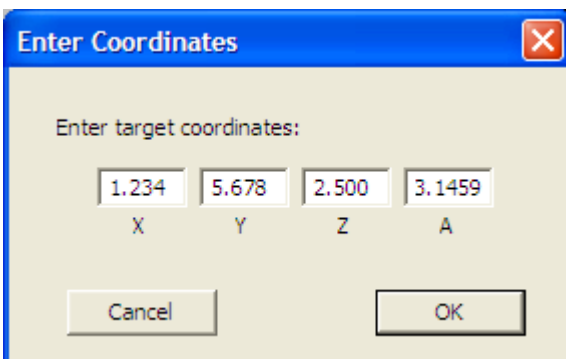 Enter Coordinates
Enter target coordinates:
1.234 5.678 2.500 3.1459
X Y Z A
Cancel OK